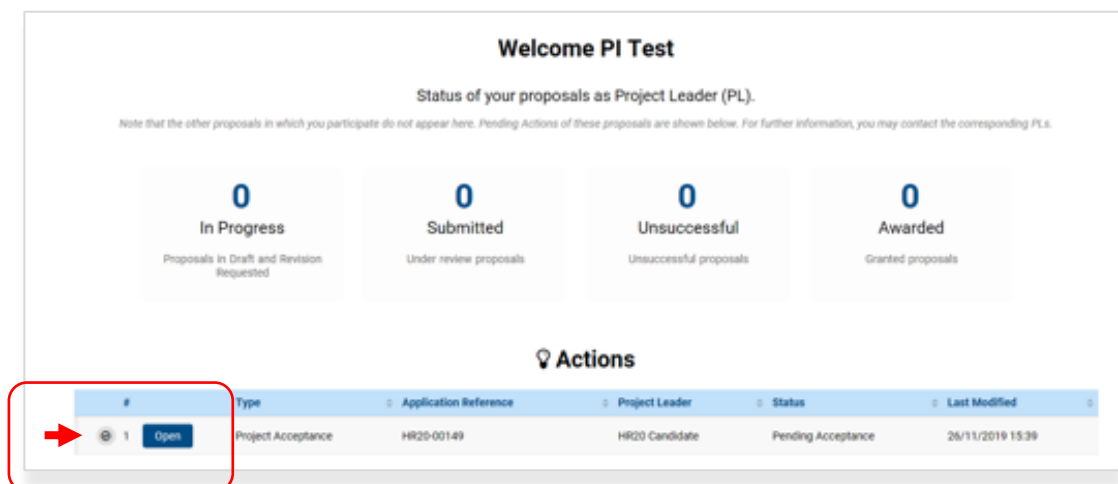 Welcome PI Test
Status of your proposals as Project Leader (PL).
Note that the other proposals in which you participate do not appear here. Pending Actions of these proposals are shown below. For further information, you may contact the corresponding PLs.
0 0 0 0
In Progress Submitted Unsuccessful Awarded
Proposals in Draft and Revision Under review proposals Unsuccessful proposals Granted proposals
Requested
Actions
# Type Application Reference Project Leader Status Last Modified
1 Open Project Acceptance HR20-00149 HR20 Candidate Pending Acceptance 26/11/2019 15:39